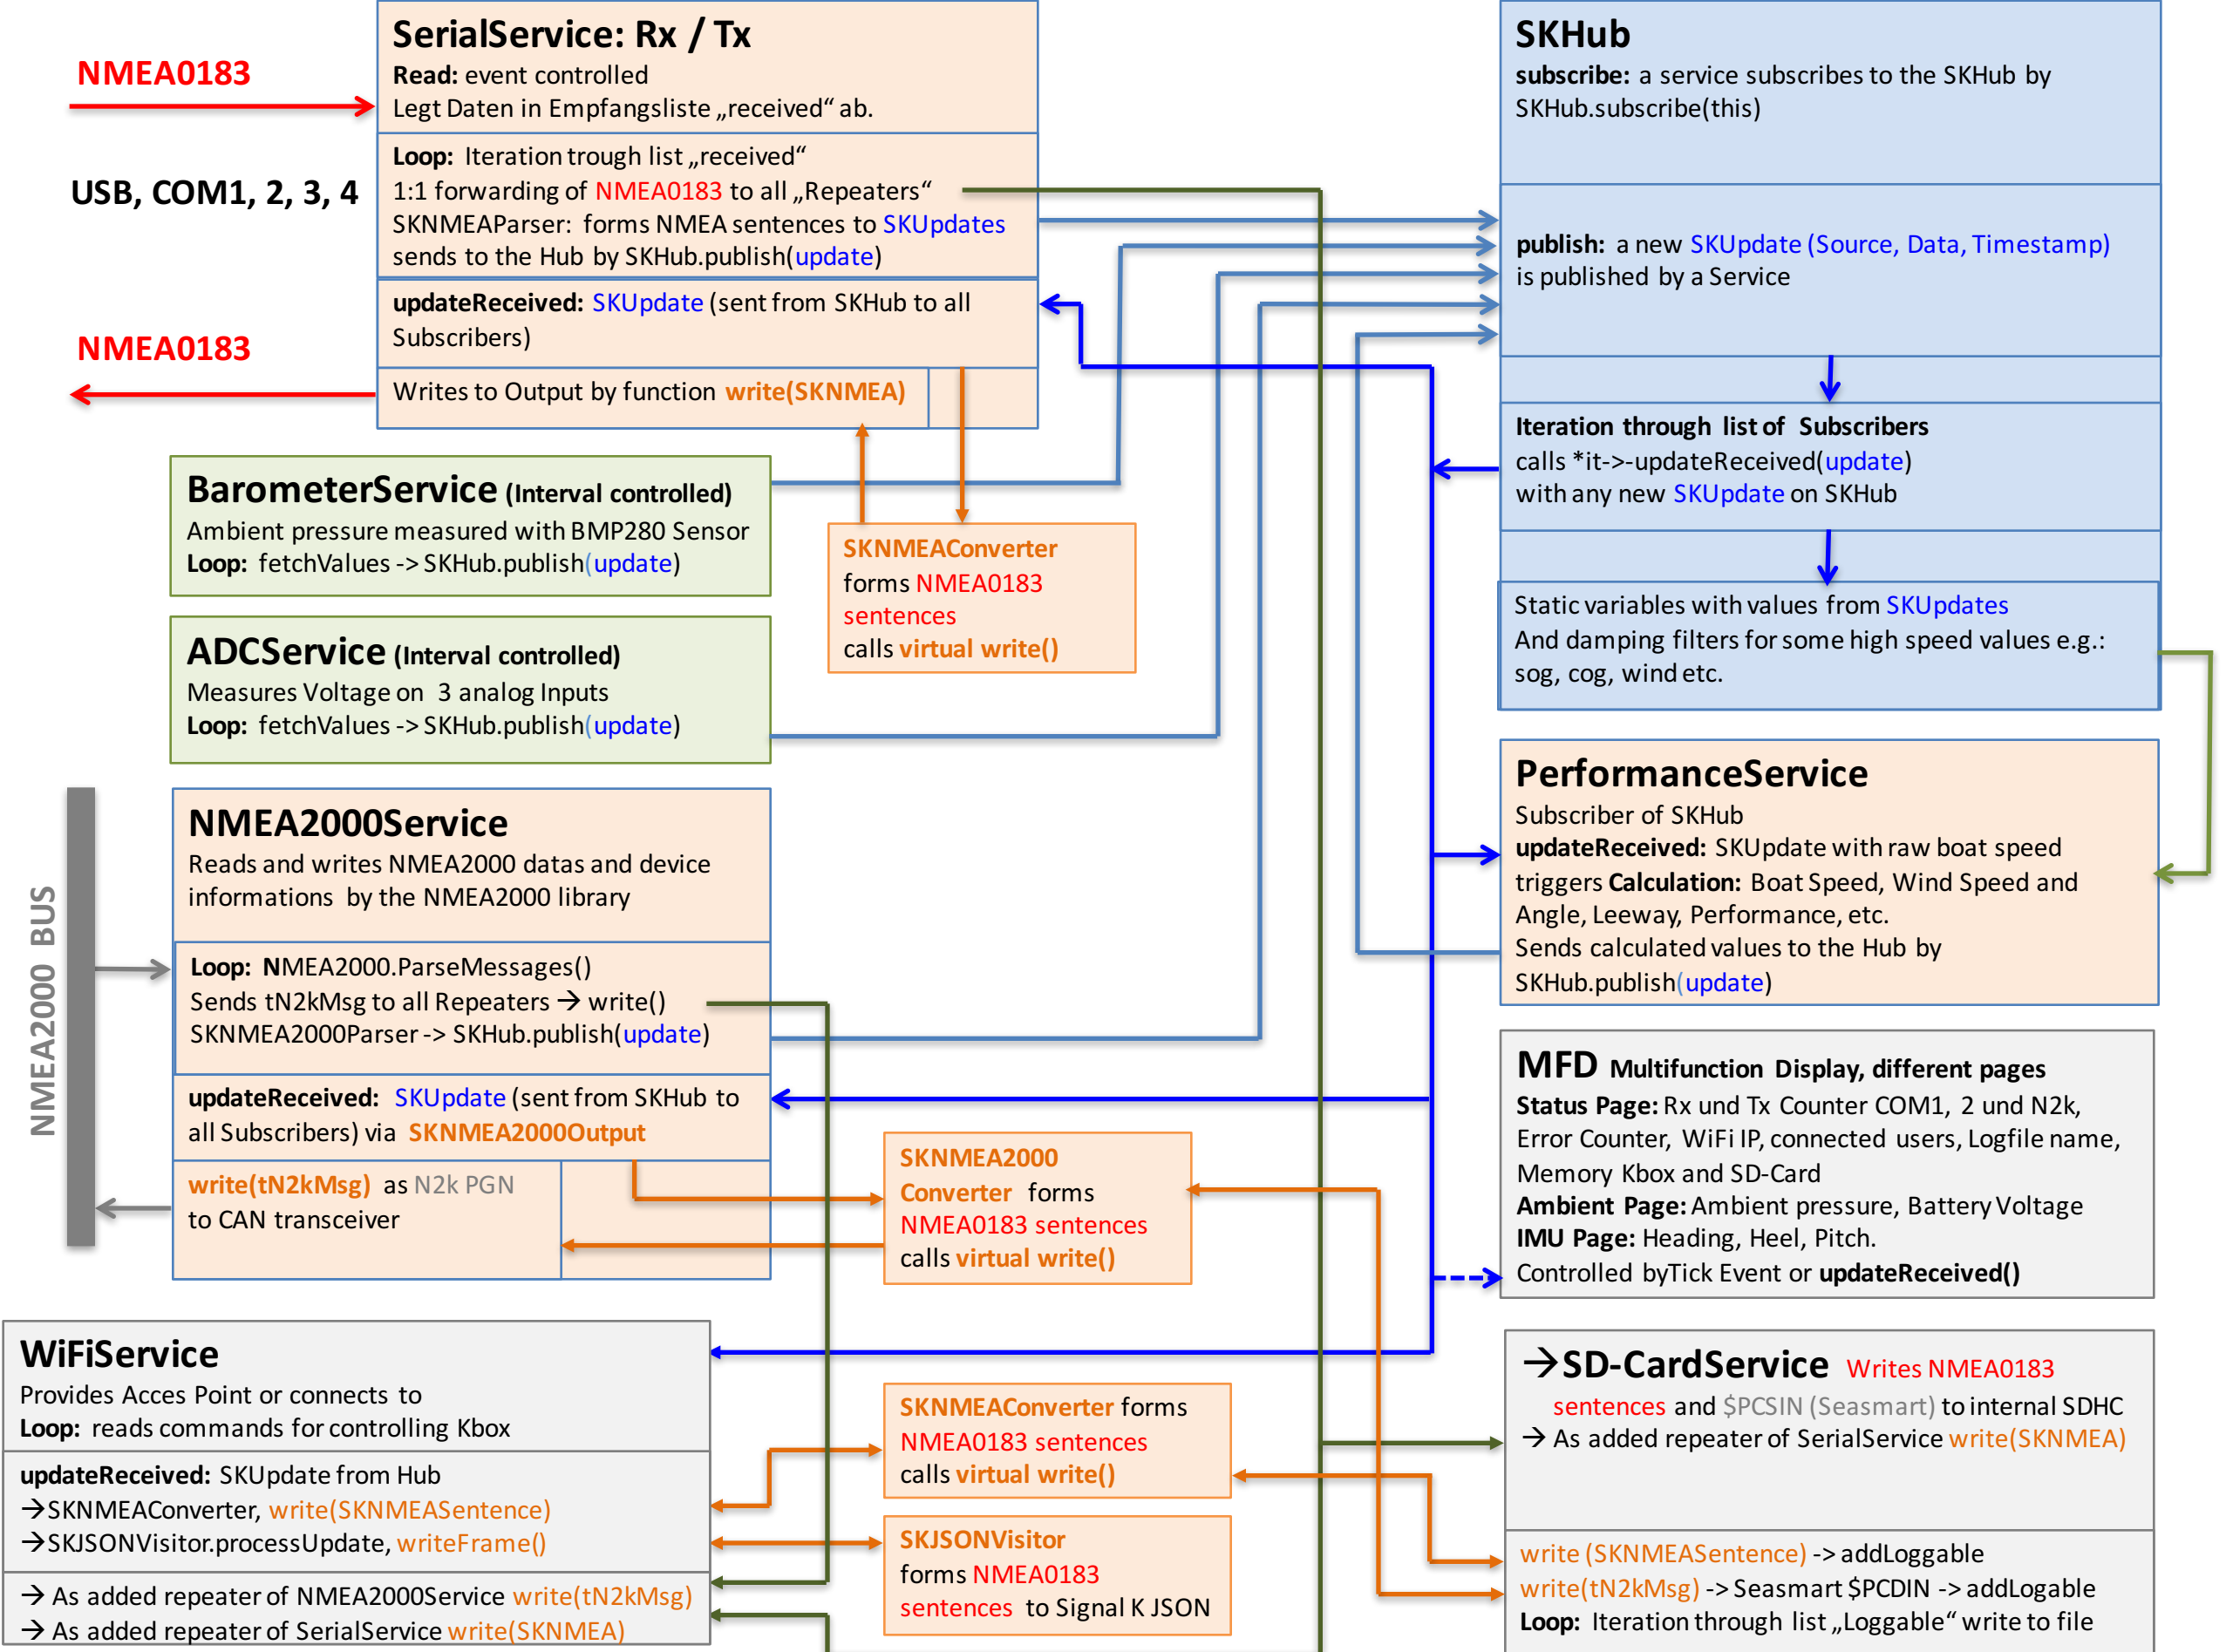 SerialService: Rx / Tx
Read: event controlled
Legt Daten in Empfangsliste „received“ ab.
Loop: Iteration trough list „received“
1:1 forwarding of NMEA0183 to all „Repeaters“
SKNMEAParser: forms NMEA sentences to SKUpdates
sends to the Hub by SKHub.publish(update)
updateReceived: SKUpdate (sent from SKHub to all
Subscribers)
Writes to Output by function write(SKNMEA)
NMEA0183
USB, COM1, 2, 3, 4
NMEA0183
SKHub
subscribe: a service subscribes to the SKHub by
SKHub.subscribe(this)
publish: a new SKUpdate (Source, Data, Timestamp)
is published by a Service
Iteration through list of Subscribers
calls *it->-updateReceived(update)
with any new SKUpdate on SKHub
Static variables with values from SKUpdates
And damping filters for some high speed values e.g.:
sog, cog, wind etc.
BarometerService (Interval controlled)
Ambient pressure measured with BMP280 Sensor
Loop: fetchValues -> SKHub.publish(update)
SKNMEAConverter
forms NMEA0183
sentences
calls virtual write()
ADCService (Interval controlled)
Measures Voltage on 3 analog Inputs
Loop: fetchValues -> SKHub.publish(update)
PerformanceService
Subscriber of SKHub
updateReceived: SKUpdate with raw boat speed
triggers Calculation: Boat Speed, Wind Speed and
Angle, Leeway, Performance, etc.
Sends calculated values to the Hub by
SKHub.publish(update)
NMEA2000 BUS
NMEA2000Service
Reads and writes NMEA2000 datas and device
informations by the NMEA2000 library
Loop: NMEA2000.ParseMessages()
Sends tN2kMsg to all Repeaters → write()
SKNMEA2000Parser -> SKHub.publish(update)
updateReceived: SKUpdate (sent from SKHub to
all Subscribers) via SKNMEA2000Output
write(tN2kMsg) as N2k PGN
to CAN transceiver
SKNMEA2000
Converter forms
NMEA0183 sentences
calls virtual write()
MFD Multifunction Display, different pages
Status Page: Rx und Tx Counter COM1, 2 und N2k,
Error Counter, WiFi IP, connected users, Logfile name,
Memory Kbox and SD-Card
Ambient Page: Ambient pressure, Battery Voltage
IMU Page: Heading, Heel, Pitch.
Controlled byTick Event or updateReceived()
WiFiService
Provides Acces Point or connects to
Loop: reads commands for controlling Kbox
updateReceived: SKUpdate from Hub
→SKNMEAConverter, write(SKNMEASentence)
→SKJSONVisitor.processUpdate, writeFrame()
→ As added repeater of NMEA2000Service write(tN2kMsg)
→ As added repeater of SerialService write(SKNMEA)
SKNMEAConverter forms
NMEA0183 sentences
calls virtual write()
SKJSONVisitor
forms NMEA0183
sentences to Signal K JSON
→SD-CardService Writes NMEA0183
sentences and $PCSIN (Seasmart) to internal SDHC
→ As added repeater of SerialService write(SKNMEA)
write (SKNMEASentence) -> addLoggable
write(tN2kMsg) -> Seasmart $PCDIN -> addLogable
Loop: Iteration through list „Loggable“ write to file